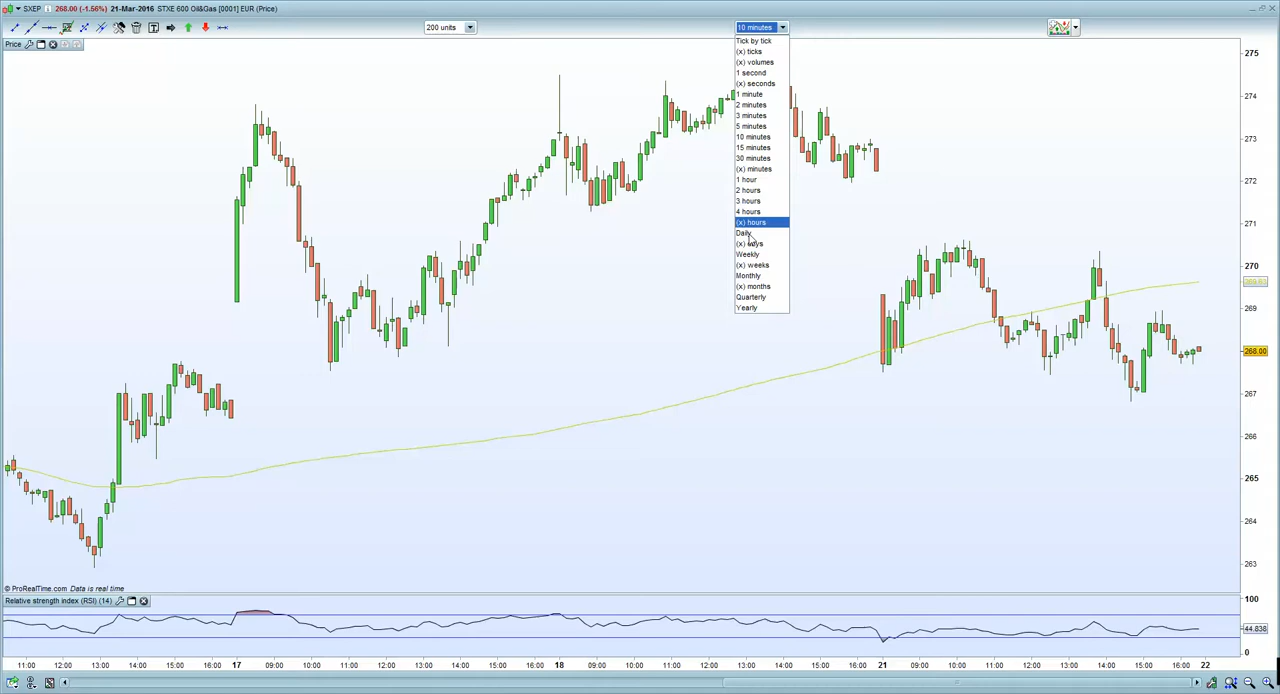 SXEP 268.00 (-1.56%) 21-Mar-2016 STXE 600 Oil&Gas [0001] EUR (Price)
200 units
10 minutes
Price
Tick by tick
(x) ticks
(x) volumes
1 second
(x) seconds
1 minute
2 minutes
3 minutes
5 minutes
10 minutes
15 minutes
30 minutes
(x) minutes
1 hour
2 hours
3 hours
4 hours
(x) hours
Daily
(x) days
Weekly
(x) weeks
Monthly
(x) months
Quarterly
Yearly
275
274
273
272
271
270
269
268.00
267
266
265
264
263
© ProRealTime.com Data is real time
Relative strength index (RSI) (14)
100
44.838
0
11:00 12:00 13:00 14:00 15:00 16:00 17 09:00 10:00 11:00 12:00 13:00 14:00 15:00 16:00 18 09:00 10:00 11:00 12:00 13:00 14:00 15:00 16:00 21 09:00 10:00 11:00 12:00 13:00 14:00 15:00 16:00 22